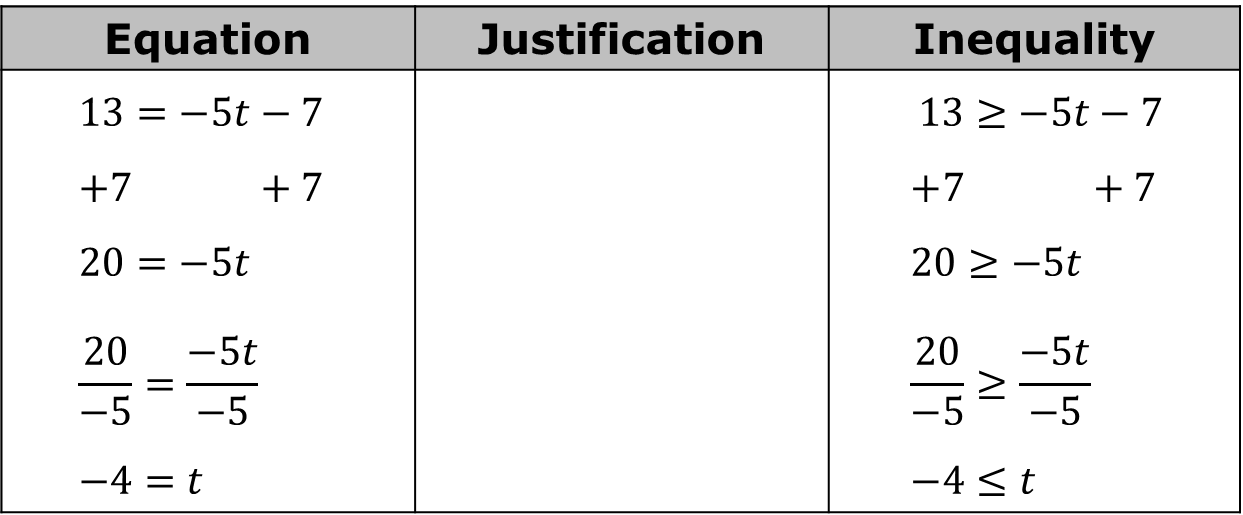 Equation Justification Inequality
13 = −5t − 7 13 ≥ −5t − 7
+7 + 7 +7 + 7
20 = −5t 20 ≥ −5t
20/−5 = −5t/−5 20/−5 ≥ −5t/−5
−4 = t −4 ≤ t